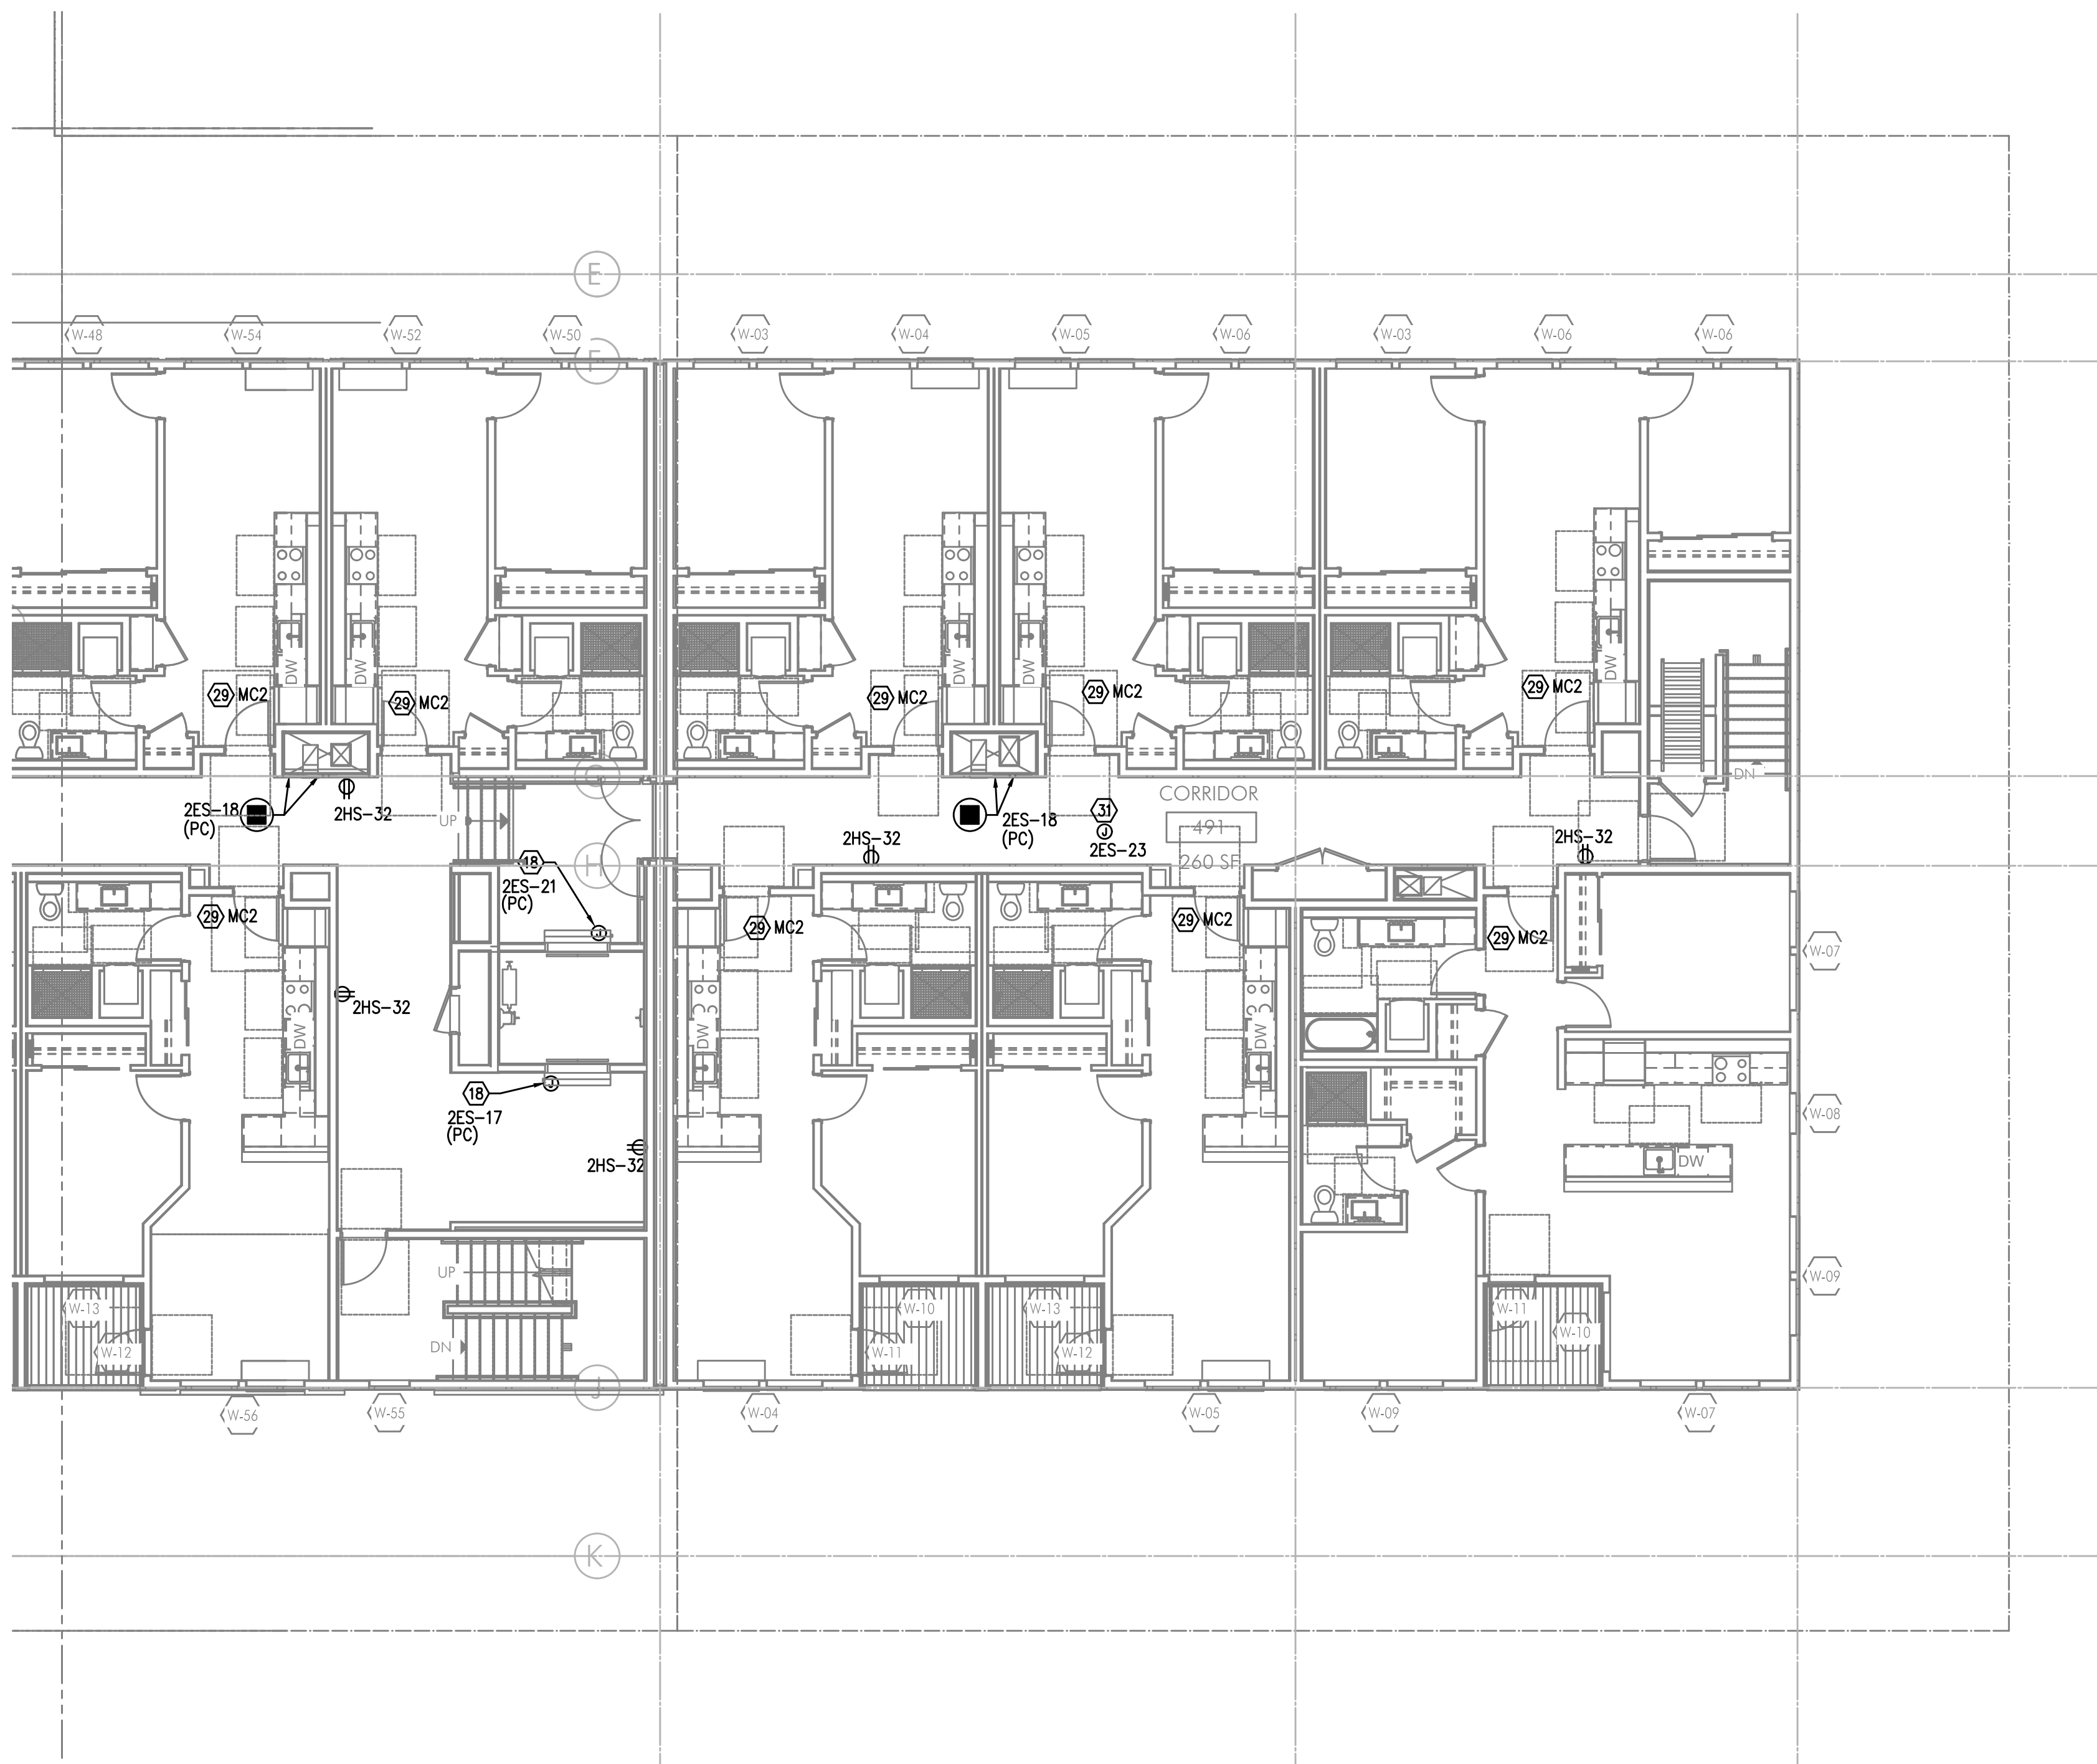 E
W-48
W-54
W-52
W-50
W-03
W-04
W-05
W-06
W-03
W-06
W-06
F
DW
DW
DW
DW
DW
29 MC2
29 MC2
29 MC2
29 MC2
29 MC2
G
DN
2ES-18
(PC)
2HS-32
UP
2ES-18
(PC)
31
J
2ES-23
CORRIDOR
491
260 SF
2HS-32
2HS-32
H
18
2ES-21
(PC)
J
29 MC2
29 MC2
29 MC2
29 MC2
W-07
2HS-32
DW
DW
DW
18
J
2ES-17
(PC)
2HS-32
W-08
DW
UP
DN
W-09
W-13
W-12
W-10
W-11
W-13
W-12
W-11
W-10
J
W-56
W-55
W-04
W-05
W-09
W-07
K